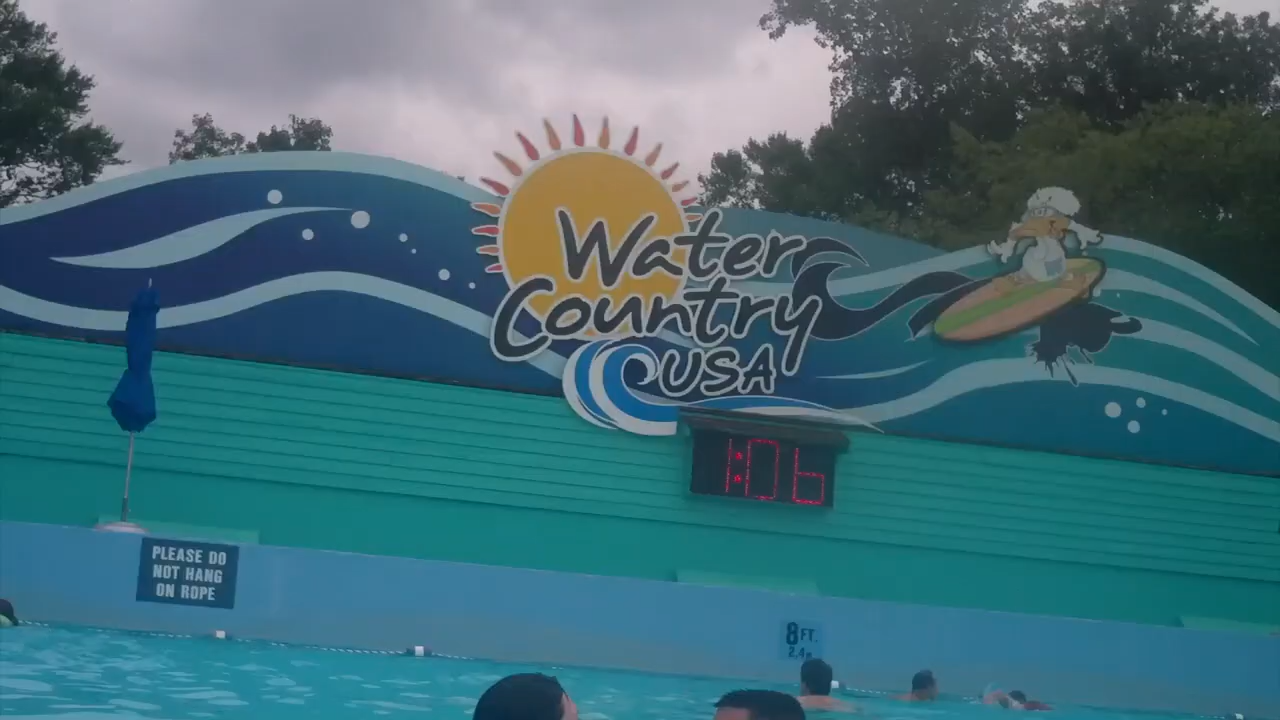 Water
Country
USA
1:06
PLEASE DO
NOT HANG
ON ROPE
8FT.
2.4m